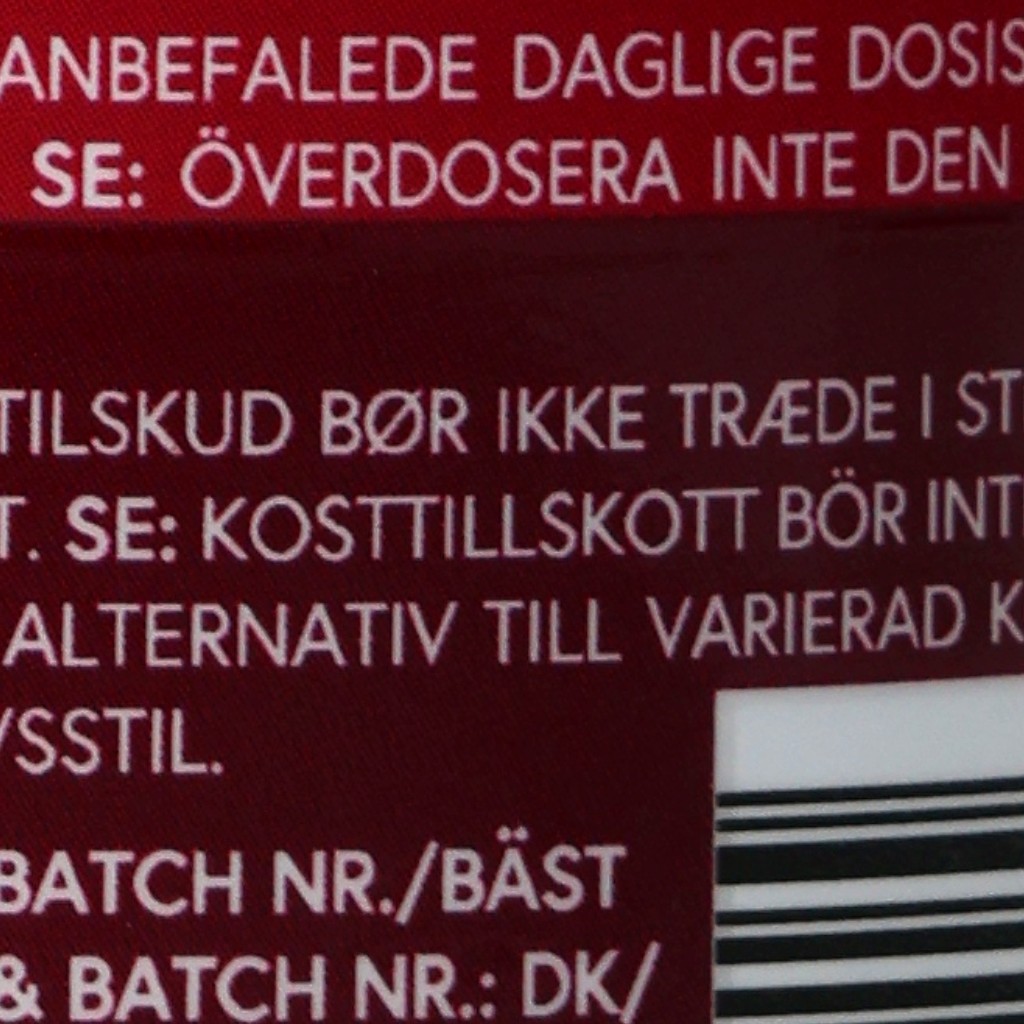 ANBEFALEDE DAGLIGE DOSIS
SE: ÖVERDOSERA INTE DEN
TILSKUD BØR IKKE TRÆDE I ST
T. SE: KOSTTILLSKOTT BÖR INT
ALTERNATIV TILL VARIERAD K
/SSTIL.
BATCH NR./BÄST
& BATCH NR.: DK/